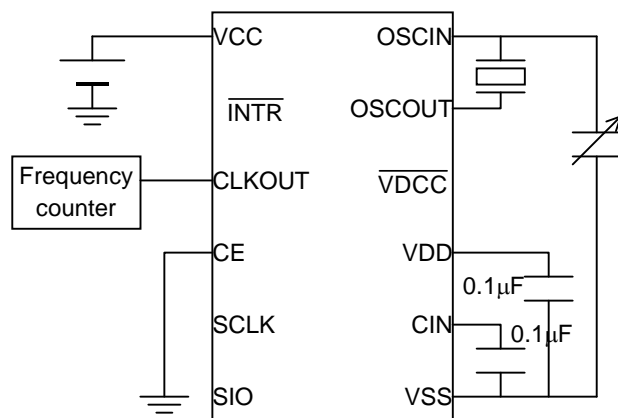 VCC
OSCIN
INTR
OSCOUT
Frequency
counter
CLKOUT
VDCC
CE
VDD
0.1μF
SCLK
CIN
0.1μF
SIO
VSS